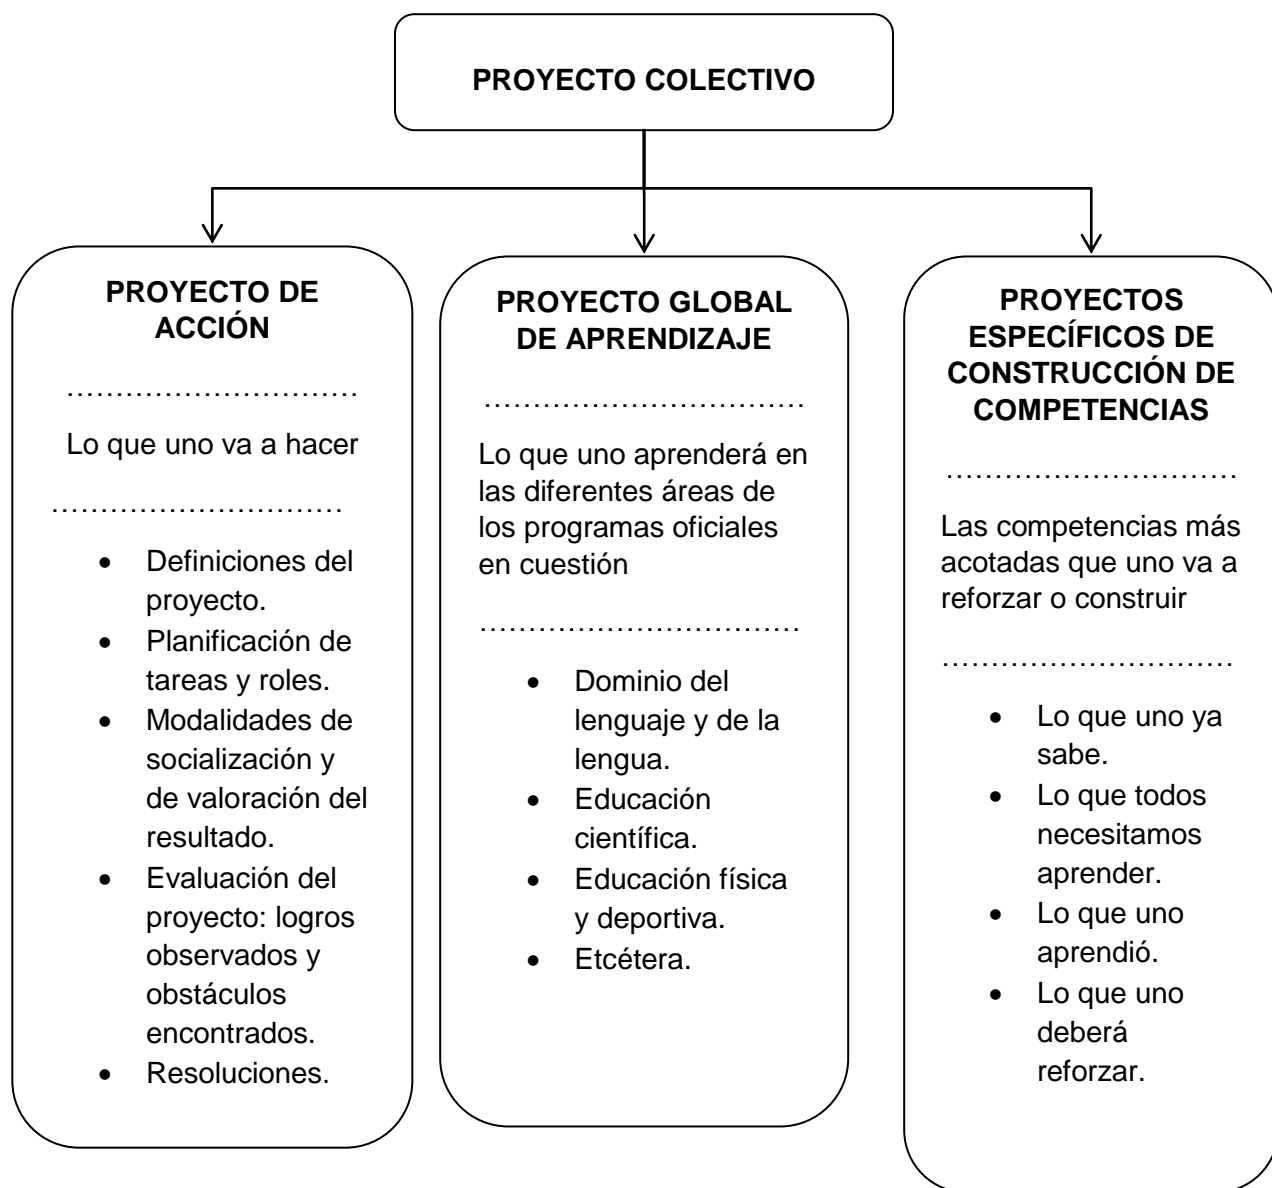 PROYECTO COLECTIVO
PROYECTO DE
ACCIÓN
…………………………
Lo que uno va a hacer
…………………………
• Definiciones del
proyecto.
• Planificación de
tareas y roles.
• Modalidades de
socialización y
de valoración del
resultado.
• Evaluación del
proyecto: logros
observados y
obstáculos
encontrados.
• Resoluciones.
PROYECTO GLOBAL
DE APRENDIZAJE
……………………………
Lo que uno aprenderá en
las diferentes áreas de
los programas oficiales
en cuestión
……………………………
• Dominio del
lenguaje y de la
lengua.
• Educación
científica.
• Educación física
y deportiva.
• Etcétera.
PROYECTOS
ESPECÍFICOS DE
CONSTRUCCIÓN DE
COMPETENCIAS
…………………………
Las competencias más
acotadas que uno va a
reforzar o construir
…………………………
• Lo que uno ya
sabe.
• Lo que todos
necesitamos
aprender.
• Lo que uno
aprendió.
• Lo que uno
deberá
reforzar.